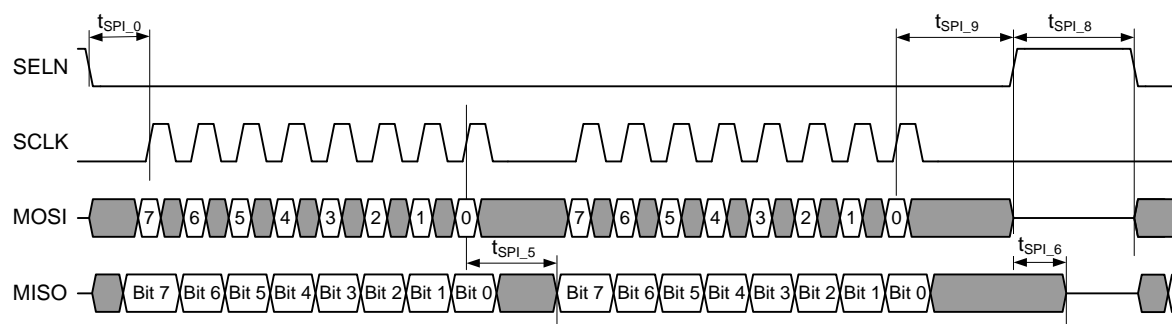 tSPI_0 tSPI_9 tSPI_8
SELN
SCLK
MOSI 7 6 5 4 3 2 1 0 7 6 5 4 3 2 1 0
tSPI_5 tSPI_6
MISO Bit 7 Bit 6 Bit 5 Bit 4 Bit 3 Bit 2 Bit 1 Bit 0 Bit 7 Bit 6 Bit 5 Bit 4 Bit 3 Bit 2 Bit 1 Bit 0